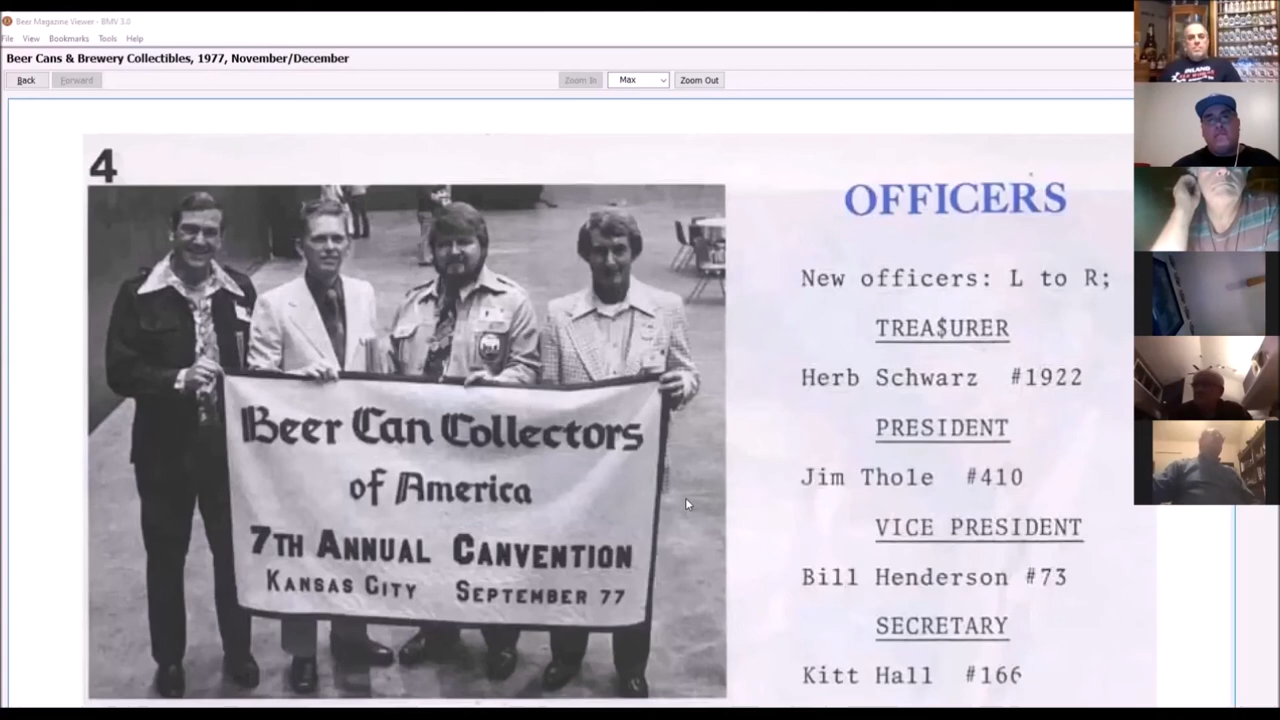 Beer Magazine Viewer - BMV 3.0
File View Bookmarks Tools Help
Beer Cans & Brewery Collectibles, 1977, November/December
Back Forward Zoom In Max Zoom Out
4
Beer Can Collectors
of America
7TH ANNUAL CANVENTION
KANSAS CITY SEPTEMBER 77
OFFICERS
New officers: L to R;
TREA$URER
Herb Schwarz #1922
PRESIDENT
Jim Thole #410
VICE PRESIDENT
Bill Henderson #73
SECRETARY
Kitt Hall #166